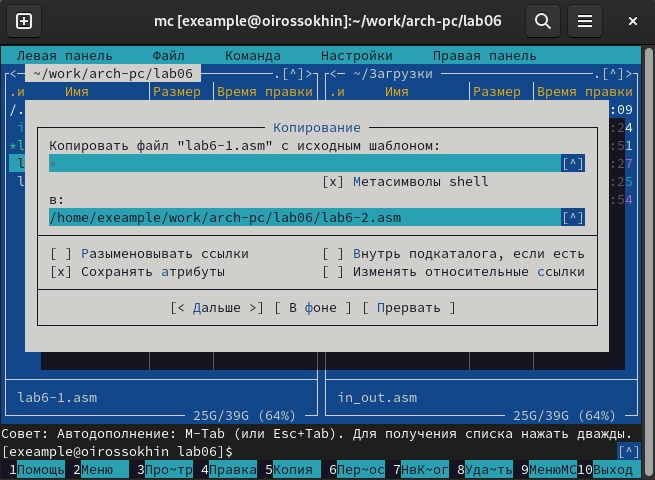 mc [exeample@oirossokhin]:~/work/arch-pc/lab06
Левая панель Файл Команда Настройки Правая панель
<─ ~/work/arch-pc/lab06 .[^]> <─ ~/Загрузки .[^]>
.и Имя Размер Время правки .и Имя Размер Время правки
/. :09
Копирование
:24
Копировать файл "lab6-1.asm" с исходным шаблоном:
*l :51
* [^]
l :27
[x] Метасимволы shell
l :25
в:
:54
/home/exeample/work/arch-pc/lab06/lab6-2.asm [^]
[ ] Разыменовывать ссылки [ ] Внутрь подкаталога, если есть
[x] Сохранять атрибуты [ ] Изменять относительные ссылки
[< Дальше >] [ В фоне ] [ Прервать ]
lab6-1.asm in_out.asm
25G/39G (64%) 25G/39G (64%)
Совет: Автодополнение: M-Tab (или Esc+Tab). Для получения списка нажать дважды.
[exeample@oirossokhin lab06]$ [^]
1Помощь 2Меню 3Про~тр 4Правка 5Копия 6Пер~ос 7НвК~ог 8Уда~ть 9МенюMC 10Выход